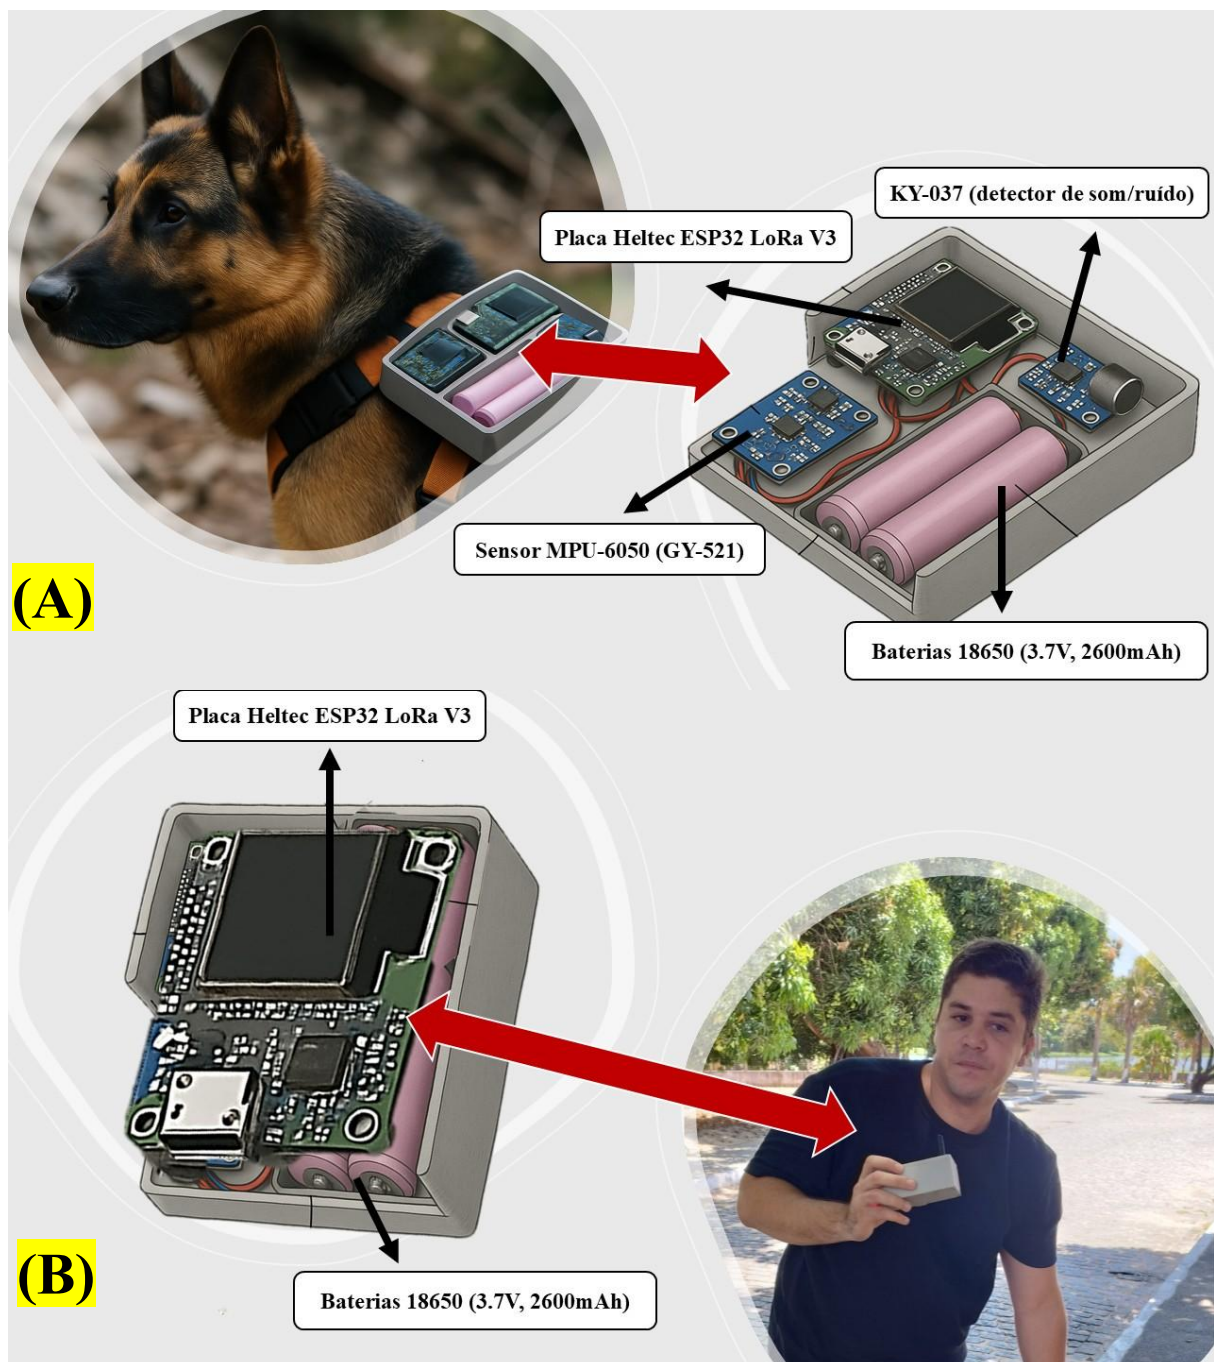 KY-037 (detector de som/ruído)
Placa Heltec ESP32 LoRa V3
Sensor MPU-6050 (GY-521)
(A)
Baterias 18650 (3.7V, 2600mAh)
Placa Heltec ESP32 LoRa V3
(B)
Baterias 18650 (3.7V, 2600mAh)